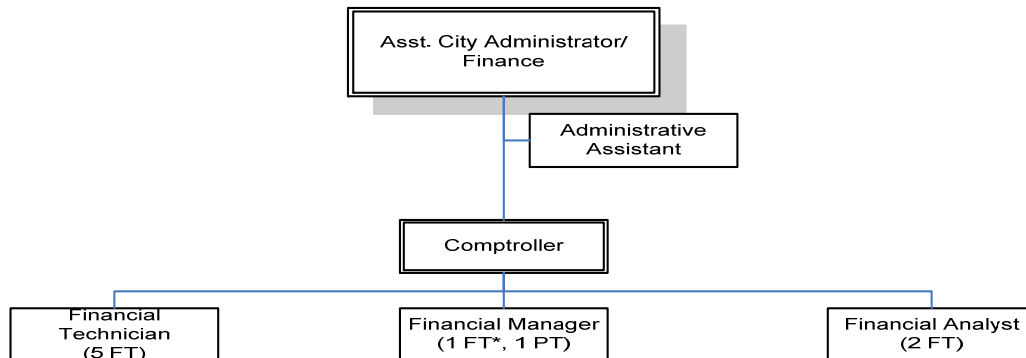 Asst. City Administrator/
Finance
Administrative
Assistant
Comptroller
Financial
Technician
(5 FT)
Financial Manager
(1 FT*, 1 PT)
Financial Analyst
(2 FT)